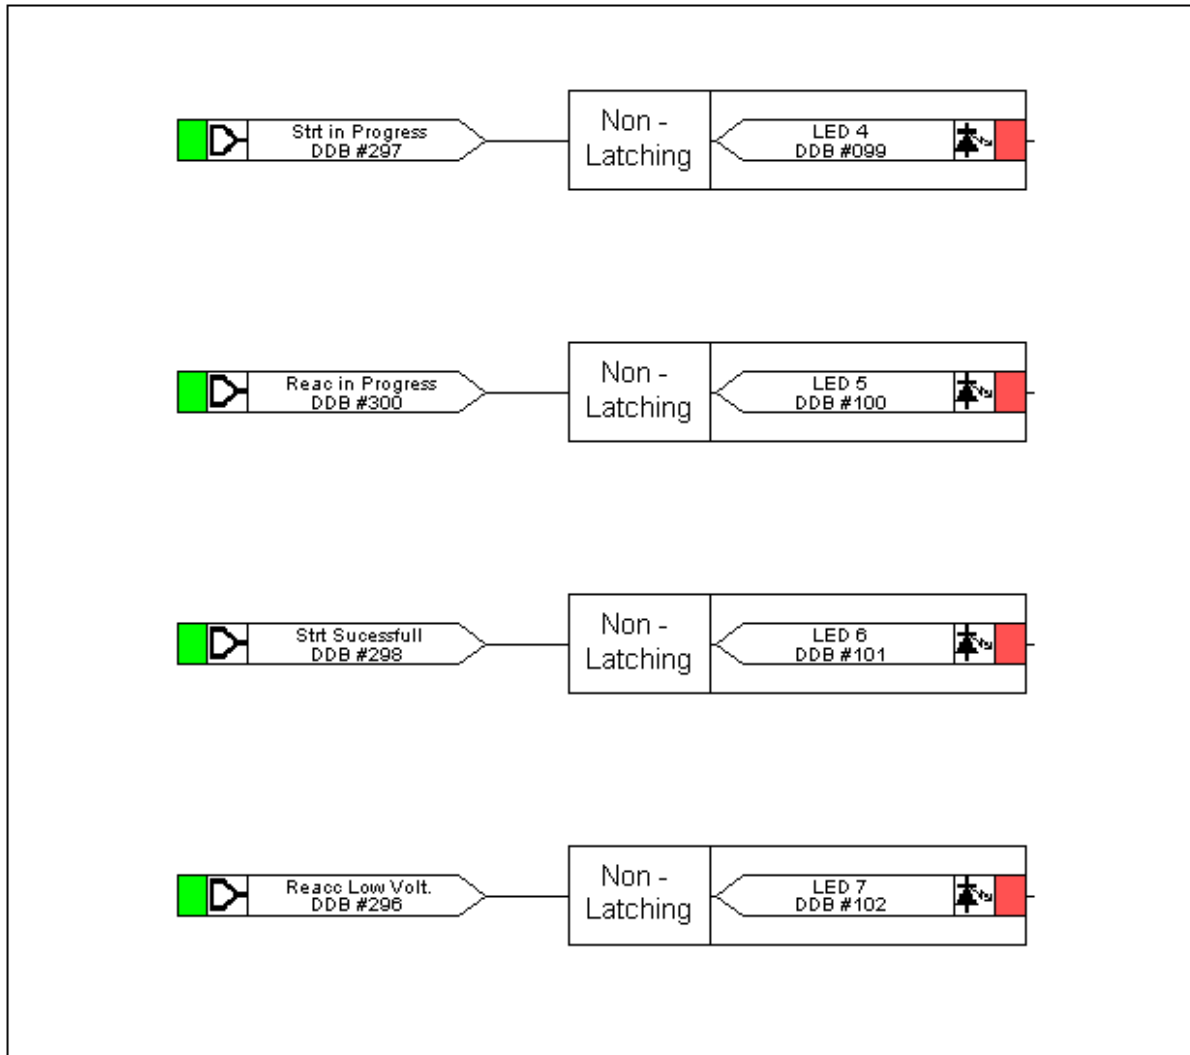 Strt in Progress
DDB #297
Non -
Latching
LED 4
DDB #099
Reac in Progress
DDB #300
Non -
Latching
LED 5
DDB #100
Strt Sucessfull
DDB #298
Non -
Latching
LED 6
DDB #101
Reacc Low Volt.
DDB #296
Non -
Latching
LED 7
DDB #102